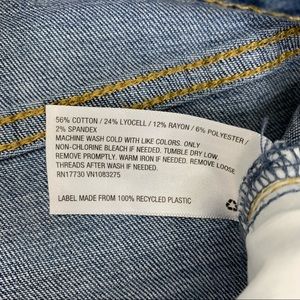 56% COTTON / 24% LYOCELL / 12% RAYON / 6% POLYESTER /
2% SPANDEX
MACHINE WASH COLD WITH LIKE COLORS. ONLY
NON-CHLORINE BLEACH IF NEEDED. TUMBLE DRY LOW.
REMOVE PROMPTLY. WARM IRON IF NEEDED. REMOVE LOOSE
THREADS AFTER WASH IF NEEDED.
RN17730 VN1083275
LABEL MADE FROM 100% RECYCLED PLASTIC